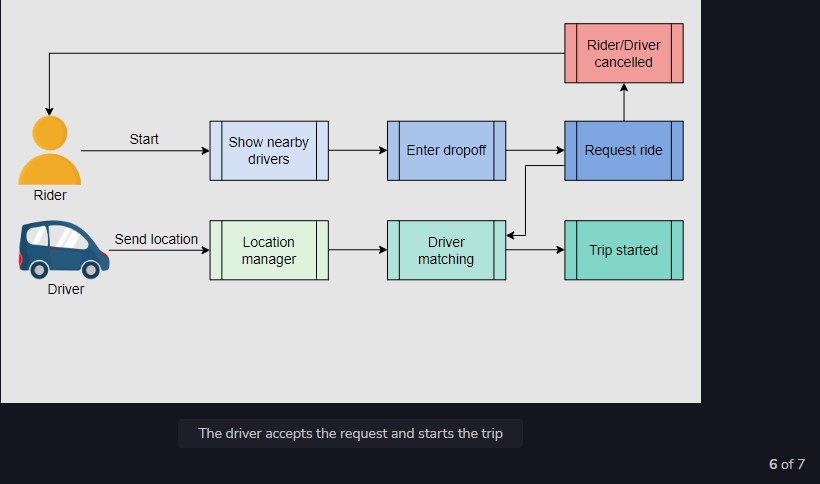 Rider/Driver
cancelled
Start
Show nearby
drivers
Enter dropoff
Request ride
Rider
Send location
Location
manager
Driver
matching
Trip started
Driver
The driver accepts the request and starts the trip
6 of 7